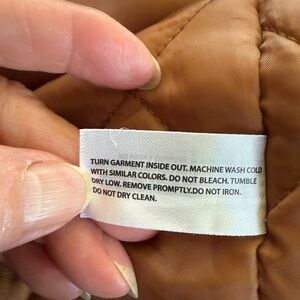 TURN GARMENT INSIDE OUT. MACHINE WASH COLD
WITH SIMILAR COLORS. DO NOT BLEACH. TUMBLE
DRY LOW. REMOVE PROMPTLY.DO NOT IRON.
DO NOT DRY CLEAN.